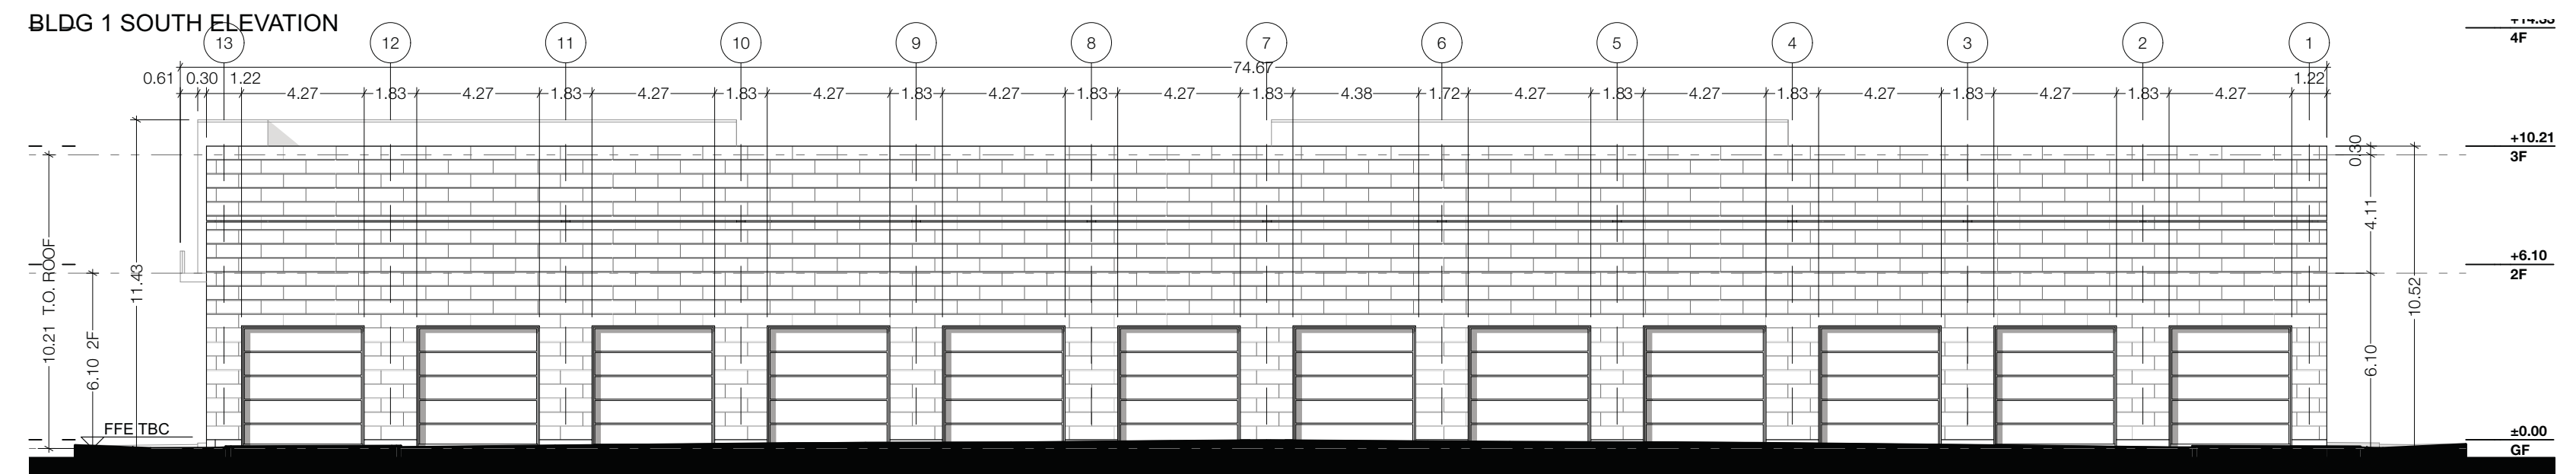 BLDG 1 SOUTH ELEVATION
13 12 11 10 9 8 7 6 5 4 3 2 1
+14.33
4F
74.67
0.61 0.30 1.22 1.22
4.27 1.83 4.27 1.83 4.27 1.83 4.27 1.83 4.27 1.83 4.27 1.83 4.38 1.72 4.27 1.83 4.27 1.83 4.27 1.83 4.27 1.83 4.27
0.30
+10.21
3F
4.11
+6.10
2F
10.21 T.O. ROOF
6.10 2F
11.43
10.52
6.10
FFE TBC
±0.00
GF